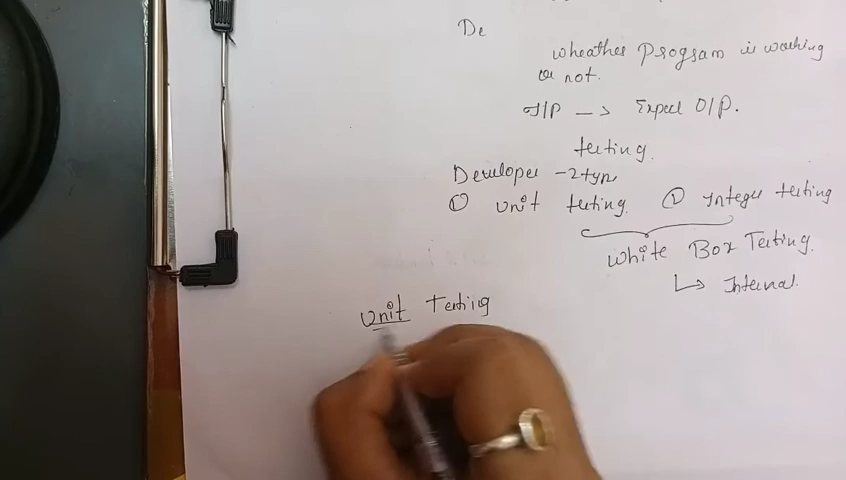 De
wheather program is working
or not.
I/P -> Expect O/P.
testing.
Developer - 2 type
① Unit testing. ② Integer testing
White Box Testing.
↳ Internal.
Unit Testing